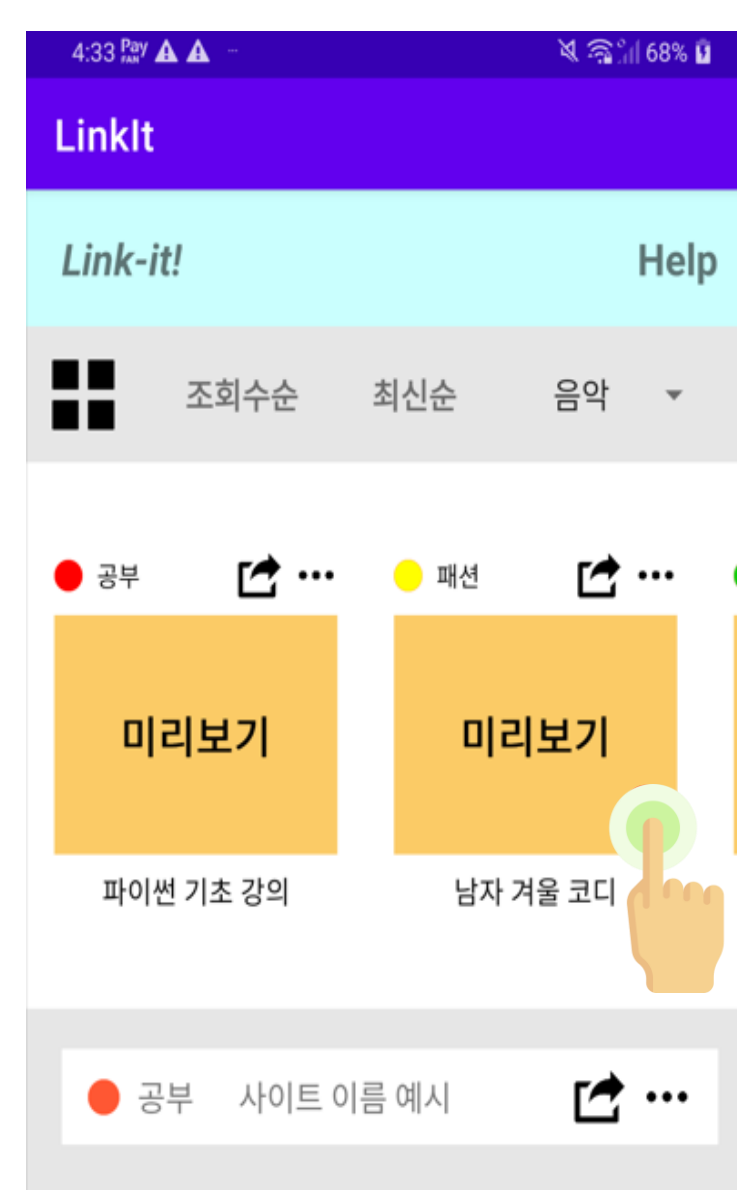 4:33 Pay FAN 68%
LinkIt
Link-it! Help
조회수순 최신순 음악
공부 패션
미리보기 미리보기
파이썬 기초 강의 남자 겨울 코디
공부 사이트 이름 예시